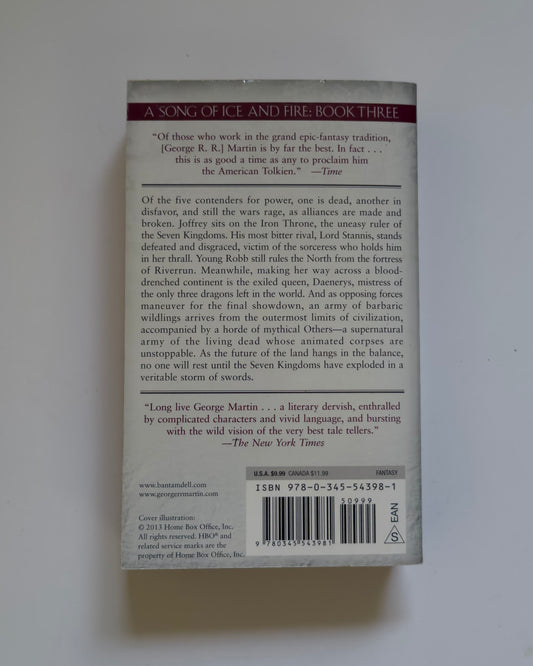 A SONG OF ICE AND FIRE: BOOK THREE
“Of those who work in the grand epic-fantasy tradition,
[George R. R.] Martin is by far the best. In fact . . .
this is as good a time as any to proclaim him
the American Tolkien.” —Time
Of the five contenders for power, one is dead, another in
disfavor, and still the wars rage, as alliances are made and
broken. Joffrey sits on the Iron Throne, the uneasy ruler of
the Seven Kingdoms. His most bitter rival, Lord Stannis, stands
defeated and disgraced, victim of the sorceress who holds him
in her thrall. Young Robb still rules the North from the fortress
of Riverrun. Meanwhile, making her way across a blood-
drenched continent is the exiled queen, Daenerys, mistress of
the only three dragons left in the world. And as opposing forces
maneuver for the final showdown, an army of barbaric
wildlings arrives from the outermost limits of civilization,
accompanied by a horde of mythical Others—a supernatural
army of the living dead whose animated corpses are
unstoppable. As the future of the land hangs in the balance,
no one will rest until the Seven Kingdoms have exploded in a
veritable storm of swords.
“Long live George Martin . . . a literary dervish, enthralled
by complicated characters and vivid language, and bursting
with the wild vision of the very best tale tellers.”
—The New York Times
U.S.A. $9.99 CANADA $11.99 FANTASY
ISBN 978-0-345-54398-1
50999
9 780345 543981
S EAN
www.bantamdell.com
www.georgerrmartin.com
Cover illustration:
© 2013 Home Box Office, Inc.
All rights reserved. HBO® and
related service marks are the
property of Home Box Office, Inc.